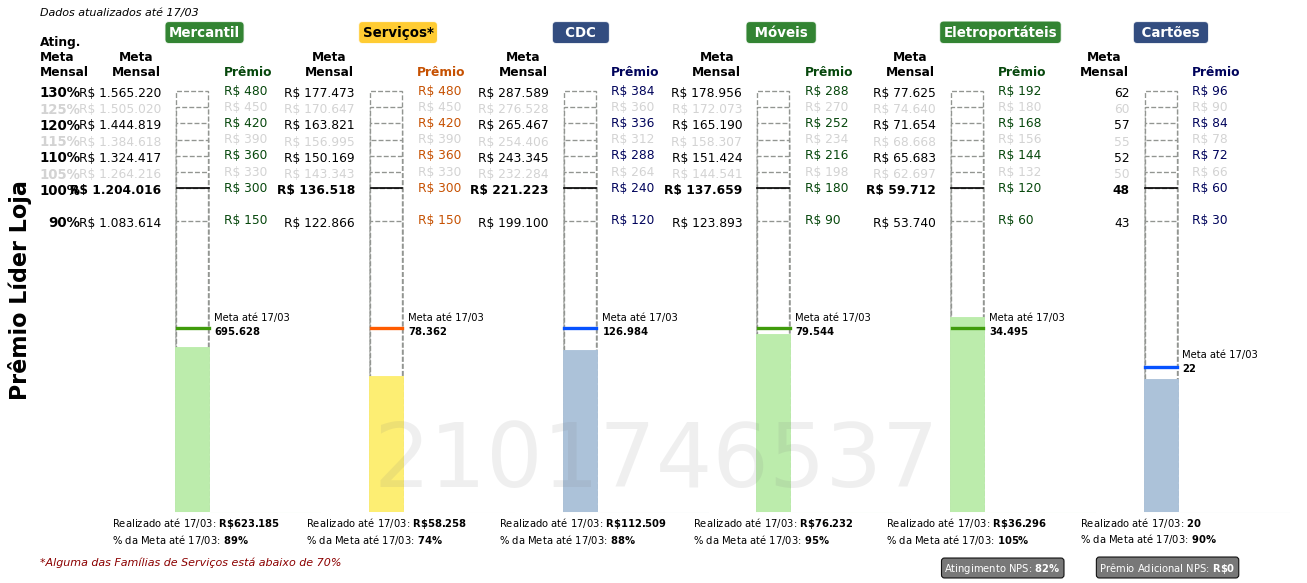 Dados atualizados até 17/03
Mercantil Serviços* CDC Móveis Eletroportáteis Cartões
Ating.
Meta Meta Meta Meta Meta Meta Meta
Mensal Mensal Prêmio Mensal Prêmio Mensal Prêmio Mensal Prêmio Mensal Prêmio Mensal Prêmio
130% R$ 1.565.220 R$ 480 R$ 177.473 R$ 480 R$ 287.589 R$ 384 R$ 178.956 R$ 288 R$ 77.625 R$ 192 62 R$ 96
125% R$ 1.505.020 R$ 450 R$ 170.647 R$ 450 R$ 276.528 R$ 360 R$ 172.073 R$ 270 R$ 74.640 R$ 180 60 R$ 90
120% R$ 1.444.819 R$ 420 R$ 163.821 R$ 420 R$ 265.467 R$ 336 R$ 165.190 R$ 252 R$ 71.654 R$ 168 57 R$ 84
115% R$ 1.384.618 R$ 390 R$ 156.995 R$ 390 R$ 254.406 R$ 312 R$ 158.307 R$ 234 R$ 68.668 R$ 156 55 R$ 78
110% R$ 1.324.417 R$ 360 R$ 150.169 R$ 360 R$ 243.345 R$ 288 R$ 151.424 R$ 216 R$ 65.683 R$ 144 52 R$ 72
105% R$ 1.264.216 R$ 330 R$ 143.343 R$ 330 R$ 232.284 R$ 264 R$ 144.541 R$ 198 R$ 62.697 R$ 132 50 R$ 66
100% R$ 1.204.016 R$ 300 R$ 136.518 R$ 300 R$ 221.223 R$ 240 R$ 137.659 R$ 180 R$ 59.712 R$ 120 48 R$ 60
90% R$ 1.083.614 R$ 150 R$ 122.866 R$ 150 R$ 199.100 R$ 120 R$ 123.893 R$ 90 R$ 53.740 R$ 60 43 R$ 30
Prêmio Líder Loja
Meta até 17/03 Meta até 17/03 Meta até 17/03 Meta até 17/03 Meta até 17/03
695.628 78.362 126.984 79.544 34.495
Meta até 17/03
22
2101746537
Realizado até 17/03: R$623.185 Realizado até 17/03: R$58.258 Realizado até 17/03: R$112.509 Realizado até 17/03: R$76.232 Realizado até 17/03: R$36.296 Realizado até 17/03: 20
% da Meta até 17/03: 89% % da Meta até 17/03: 74% % da Meta até 17/03: 88% % da Meta até 17/03: 95% % da Meta até 17/03: 105% % da Meta até 17/03: 90%
*Alguma das Famílias de Serviços está abaixo de 70%
Atingimento NPS: 82% Prêmio Adicional NPS: R$0